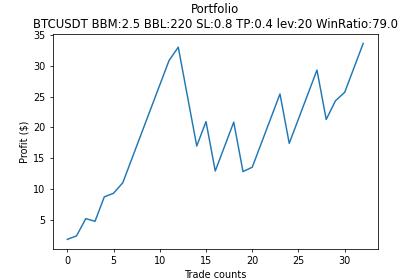 Portfolio
BTCUSDT BBM:2.5 BBL:220 SL:0.8 TP:0.4 lev:20 WinRatio:79.0
35
30
25
20
15
10
5
Profit ($)
0 5 10 15 20 25 30
Trade counts